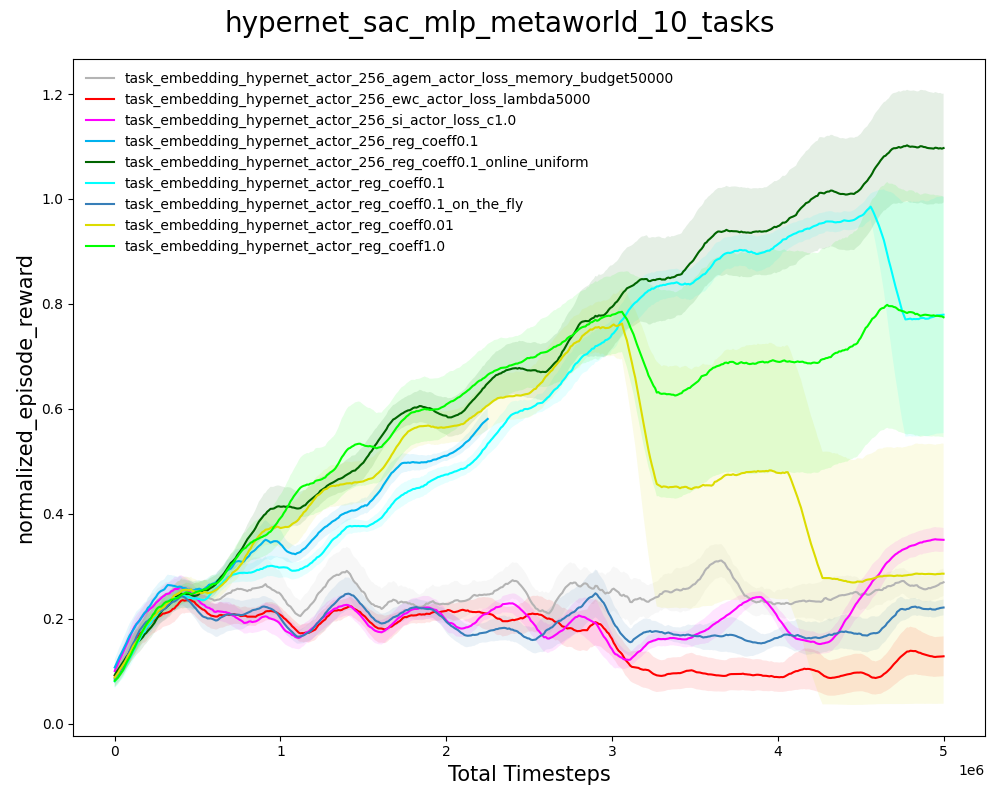 hypernet_sac_mlp_metaworld_10_tasks
task_embedding_hypernet_actor_256_agem_actor_loss_memory_budget50000
task_embedding_hypernet_actor_256_ewc_actor_loss_lambda5000
task_embedding_hypernet_actor_256_si_actor_loss_c1.0
task_embedding_hypernet_actor_256_reg_coeff0.1
task_embedding_hypernet_actor_256_reg_coeff0.1_online_uniform
task_embedding_hypernet_actor_reg_coeff0.1
task_embedding_hypernet_actor_reg_coeff0.1_on_the_fly
task_embedding_hypernet_actor_reg_coeff0.01
task_embedding_hypernet_actor_reg_coeff1.0
normalized_episode_reward
1.2
1.0
0.8
0.6
0.4
0.2
0.0
0 1 2 3 4 5
1e6
Total Timesteps